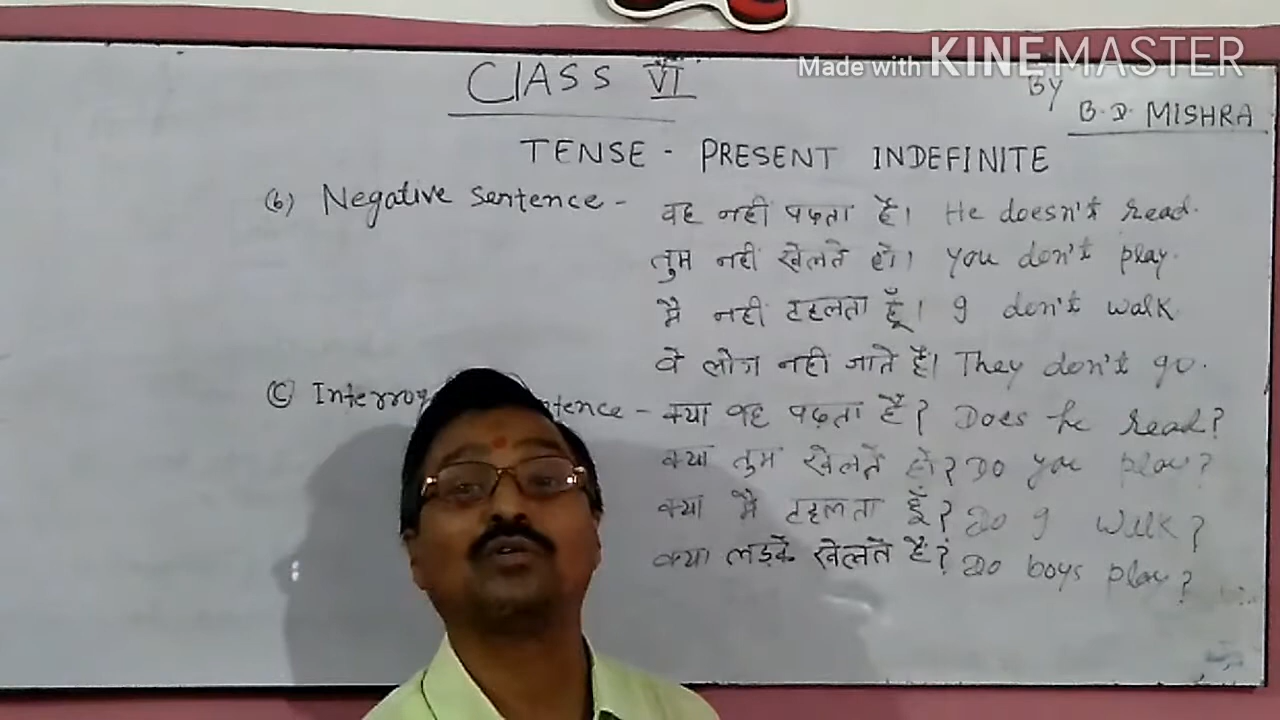 Made with KINEMASTER
CLASS VI
BY
B.D. MISHRA
TENSE - PRESENT INDEFINITE
(b) Negative Sentence - वह नही पढ़ता है। He doesn't read.
तुम नही खेलते हो। you don't play.
मै नही टहलता हूँ। I don't walk
वे लोग नही जाते है। They don't go.
(C) Interrog tence - क्या वह पढ़ता है? Does he read?
क्या तुम खेलते हो? Do you play?
क्या मै टहलता हूँ? Do I walk?
क्या लड़के खेलते है? Do boys play?